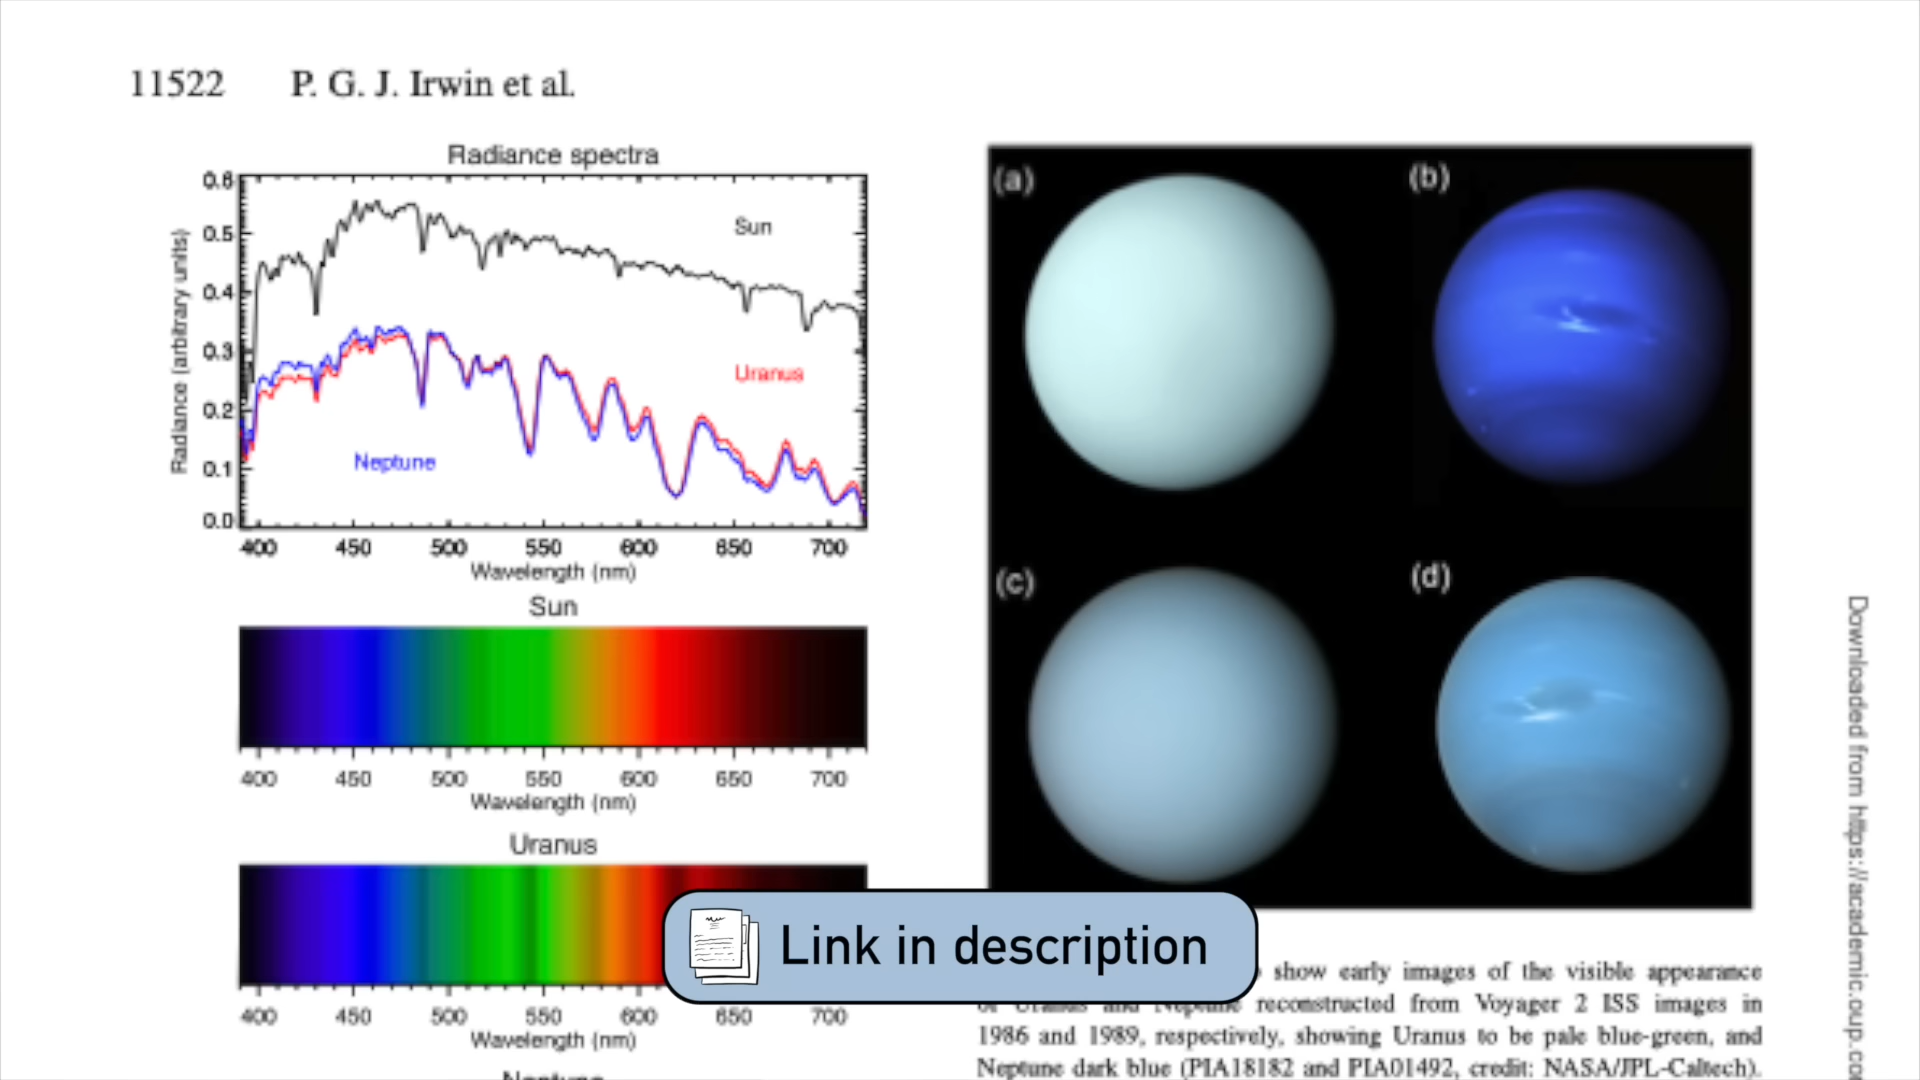 11522 P. G. J. Irwin et al.
Radiance spectra
0.6
0.5
0.4
0.3
0.2
0.1
0.0
Radiance (arbitrary units)
Sun
Uranus
Neptune
400 450 500 550 600 650 700
Wavelength (nm)
Sun
400 450 500 550 600 650 700
Wavelength (nm)
Uranus
400 450 500 550 600 650 700
Wavelength (nm)
Neptune
(a)
(b)
(c)
(d)
Link in description
show early images of the visible appearance
of Uranus and Neptune reconstructed from Voyager 2 ISS images in
1986 and 1989, respectively, showing Uranus to be pale blue-green, and
Neptune dark blue (PIA18182 and PIA01492, credit: NASA/JPL-Caltech).
Downloaded from https://academic.oup.co